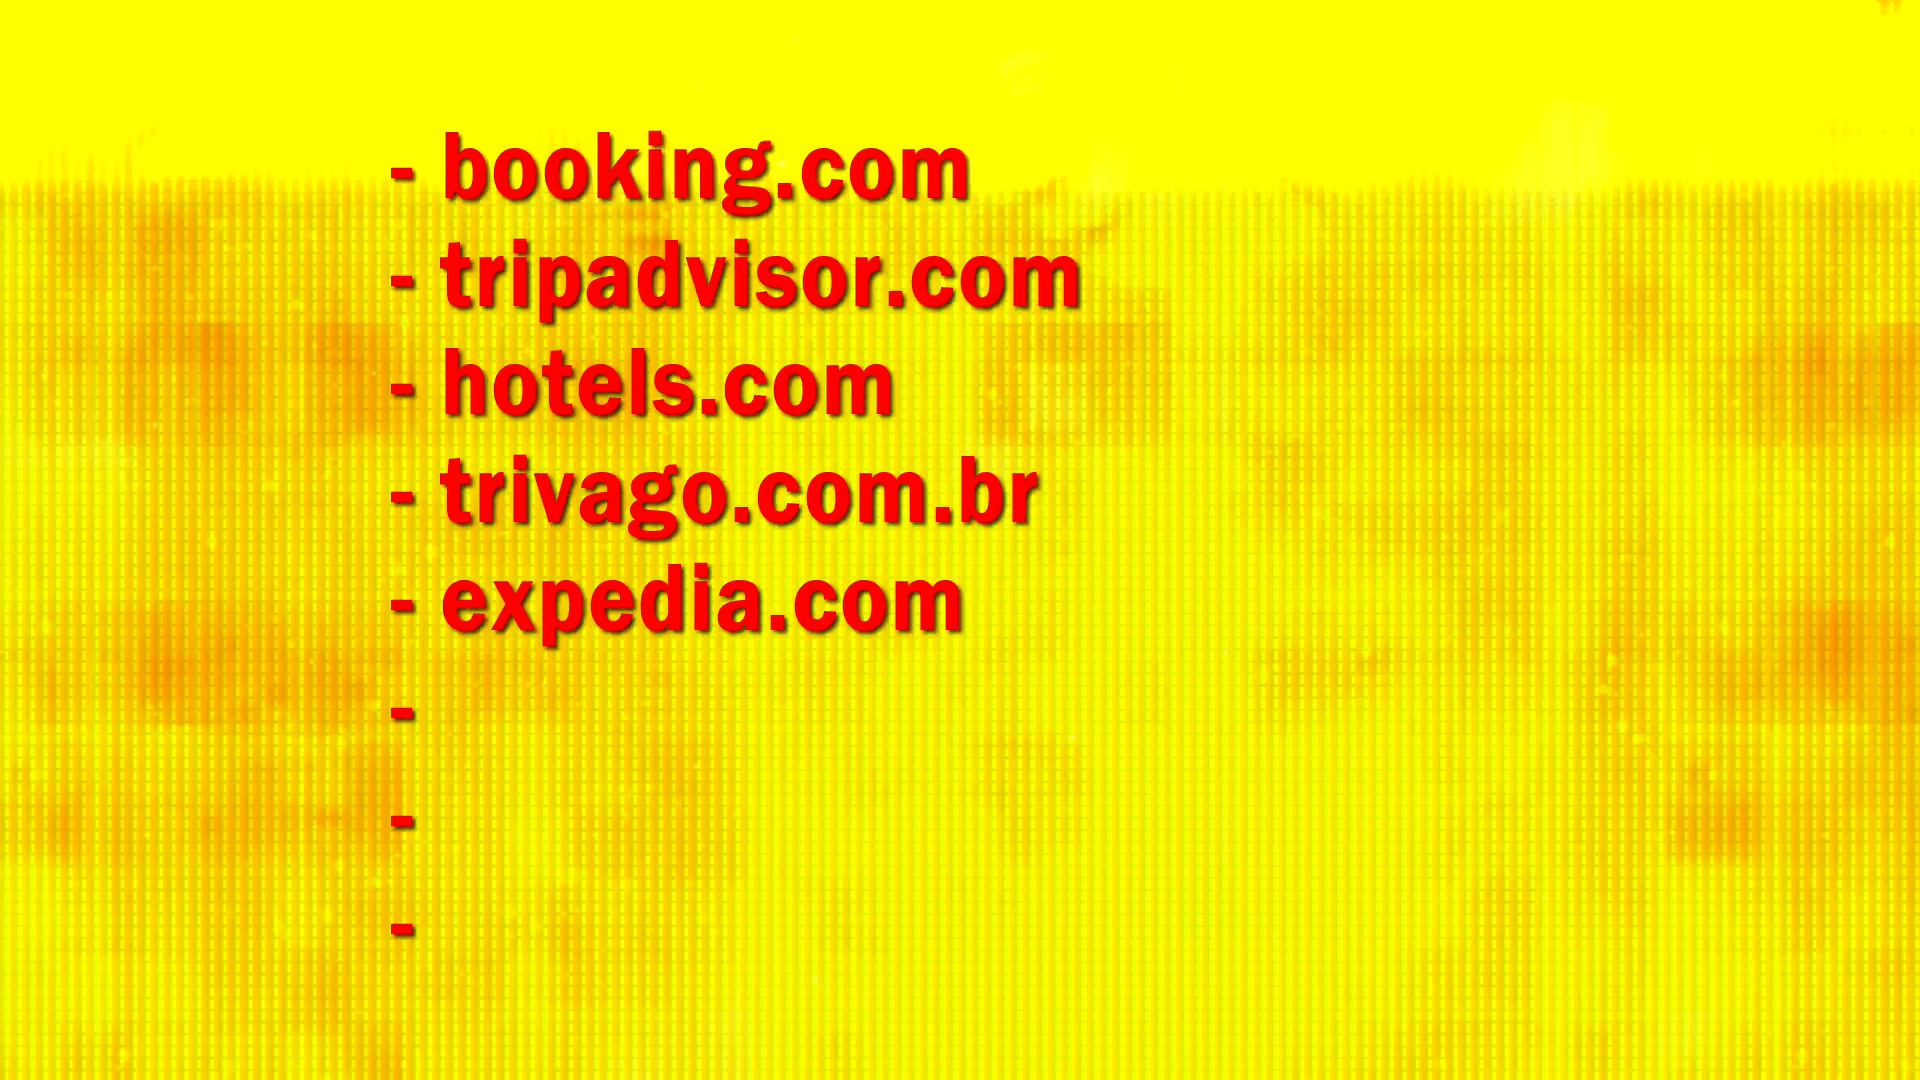 - booking.com
- tripadvisor.com
- hotels.com
- trivago.com.br
- expedia.com
-
-
-